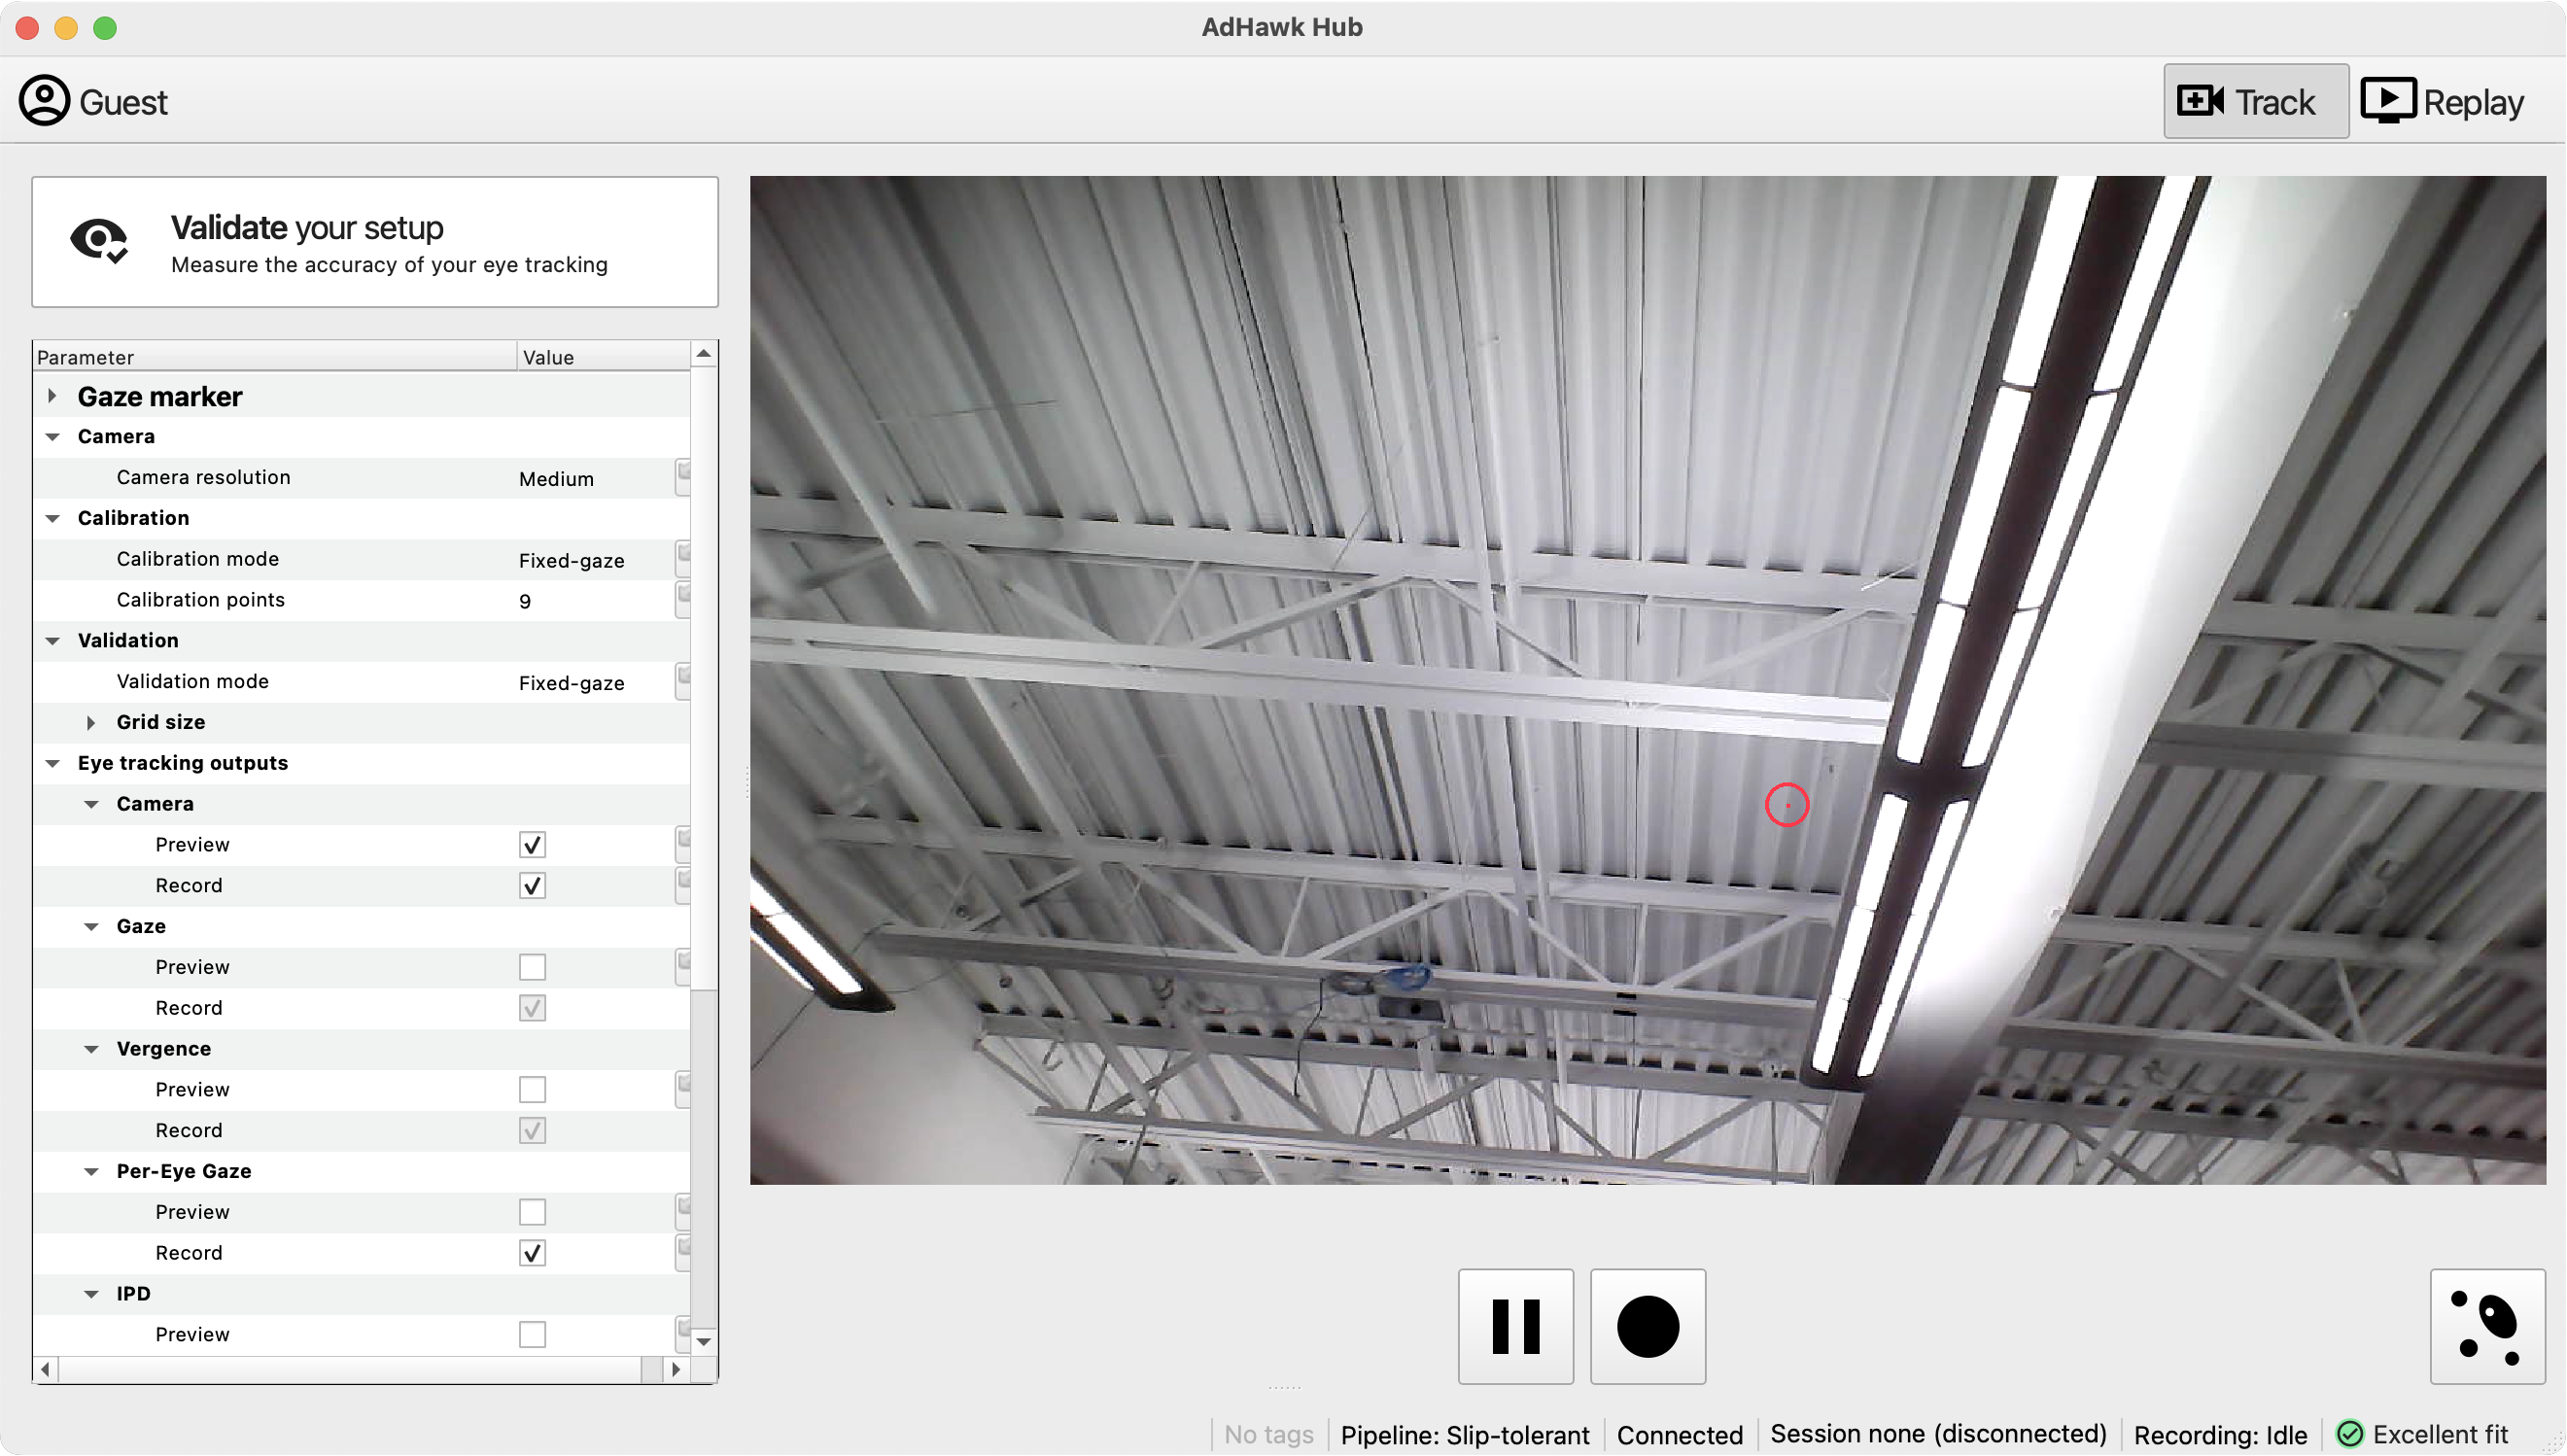 AdHawk Hub
Guest
Track
Replay
Validate your setup
Measure the accuracy of your eye tracking
Parameter Value
Gaze marker
Camera
Camera resolution Medium
Calibration
Calibration mode Fixed-gaze
Calibration points 9
Validation
Validation mode Fixed-gaze
Grid size
Eye tracking outputs
Camera
Preview
Record
Gaze
Preview
Record
Vergence
Preview
Record
Per-Eye Gaze
Preview
Record
IPD
Preview
No tags
Pipeline: Slip-tolerant
Connected
Session none (disconnected)
Recording: Idle
Excellent fit